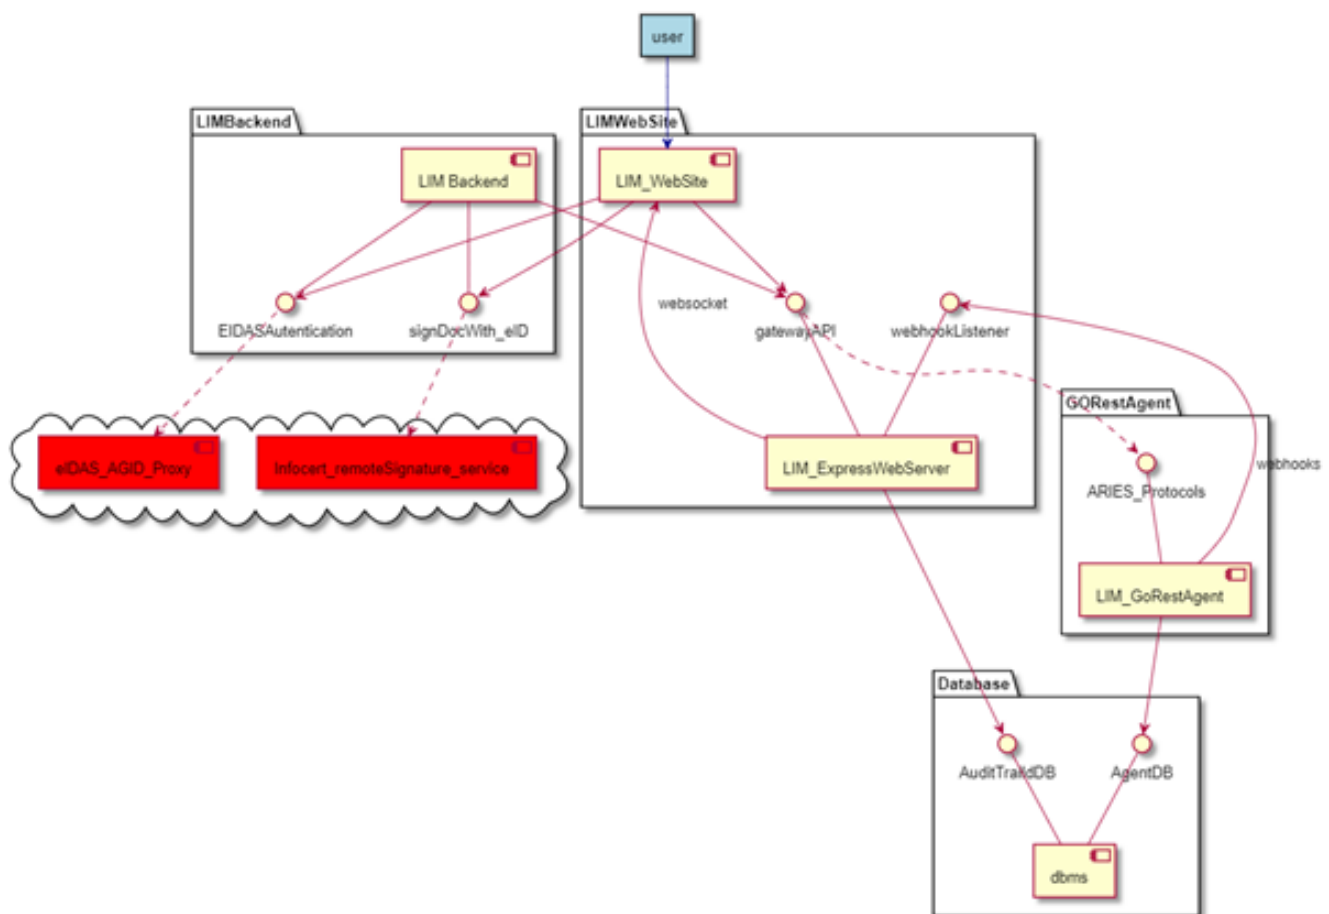 user
LIMBackend
LIMWebSite
LIM Backend
LIM_WebSite
websocket
EIDASAutentication
signDocWith_eID
gatewayAPI
webhookListener
GORestAgent
eIDAS_AGID_Proxy
Infocert_remoteSignature_service
LIM_ExpressWebServer
webhooks
ARIES_Protocols
LIM_GoRestAgent
Database
AuditTraildDB
AgentDB
dbms